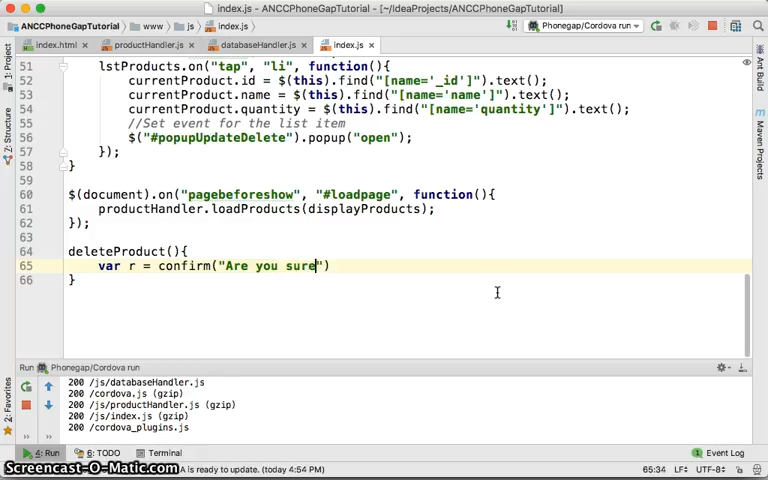 index.js (ANCCPhoneGapTutorial) - [~/IdeaProjects/ANCCPhoneGapTutorial]
ANCCPhoneGapTutorial www js index.js Phonegap/Cordova run
index.html productHandler.js databaseHandler.js index.js
1: Project
7: Structure
2: Favorites
Ant Build
Maven Projects
51 lstProducts.on("tap", "li", function(){
52 currentProduct.id = $(this).find("[name='_id']").text();
53 currentProduct.name = $(this).find("[name='name']").text();
54 currentProduct.quantity = $(this).find("[name='quantity']").text();
55 //Set event for the list item
56 $("#popupUpdateDelete").popup("open");
57 });
58 }
59
60 $(document).on("pagebeforeshow", "#loadpage", function(){
61 productHandler.loadProducts(displayProducts);
62 });
63
64 deleteProduct(){
65 var r = confirm("Are you sure")
66 }
Run Phonegap/Cordova run
200 /js/databaseHandler.js
200 /cordova.js (gzip)
200 /js/productHandler.js (gzip)
200 /js/index.js (gzip)
200 /cordova_plugins.js
4: Run 6: TODO Terminal 1 Event Log
Screencast-O-Matic.com A is ready to update. (today 4:54 PM) 65:34 LF÷ UTF-8÷